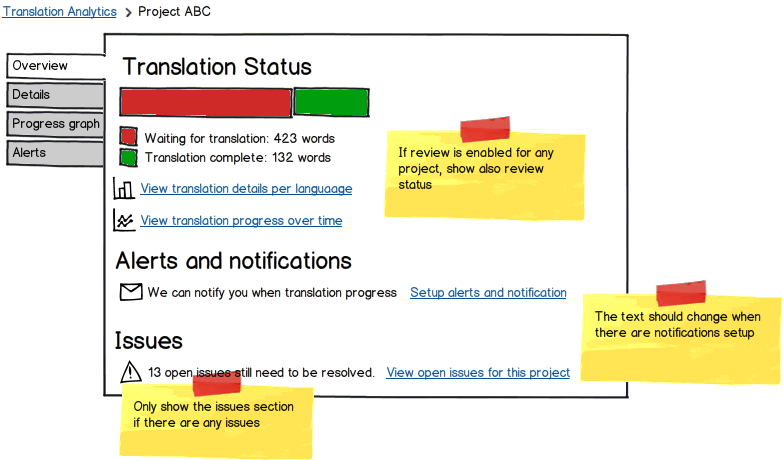 Translation Analytics > Project ABC
Overview
Details
Progress graph
Alerts
Translation Status
Waiting for translation: 423 words
Translation complete: 132 words
View translation details per languaage
View translation progress over time
If review is enabled for any
project, show also review
status
Alerts and notifications
We can notify you when translation progress Setup alerts and notification
The text should change when
there are notifications setup
Issues
13 open issues still need to be resolved. View open issues for this project
Only show the issues section
if there are any issues